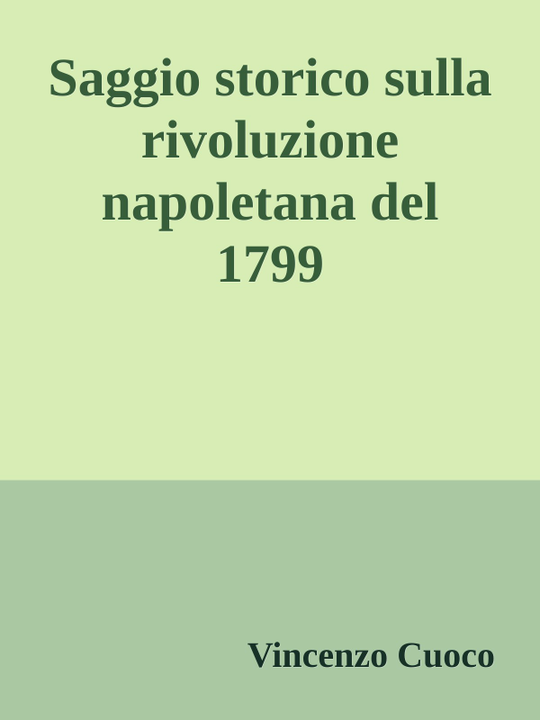 Saggio storico sulla
rivoluzione
napoletana del
1799
Vincenzo Cuoco